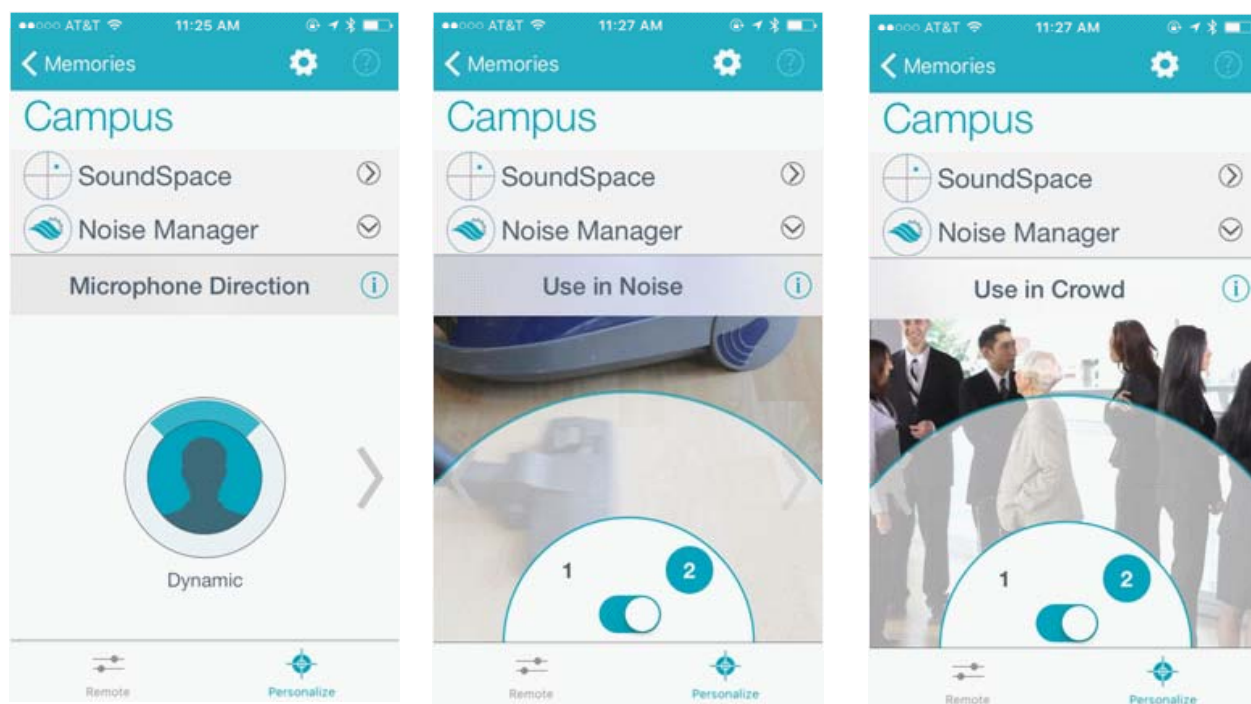 AT&T 11:25 AM
Memories ?
Campus
SoundSpace
Noise Manager
Microphone Direction i
Dynamic
Remote Personalize
AT&T 11:27 AM
Memories ?
Campus
SoundSpace
Noise Manager
Use in Noise i
1 2
Remote Personalize
AT&T 11:27 AM
Memories ?
Campus
SoundSpace
Noise Manager
Use in Crowd i
1 2
Remote Personalize